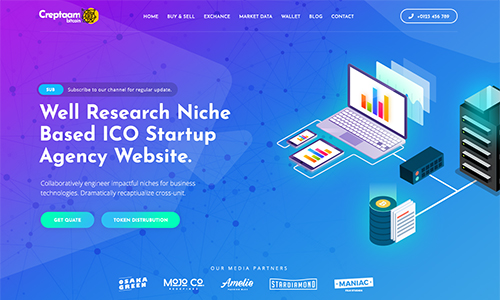 Creptaam
bitcoin
HOME BUY & SELL EXCHANGE MARKET DATA WALLET BLOG CONTACT
+0123 456 789
SUB Subscribe to our channel for regular update.
Well Research Niche
Based ICO Startup
Agency Website.
Collaboratively engineer impactful niches for business
technologies. Dramatically recaptiualize cross-unit.
GET QUATE TOKEN DISTRIBUTION
OUR MEDIA PARTNERS
OSAKA
GREEN
MOJO CO
Amelio
STARDIAMOND
MANIAC